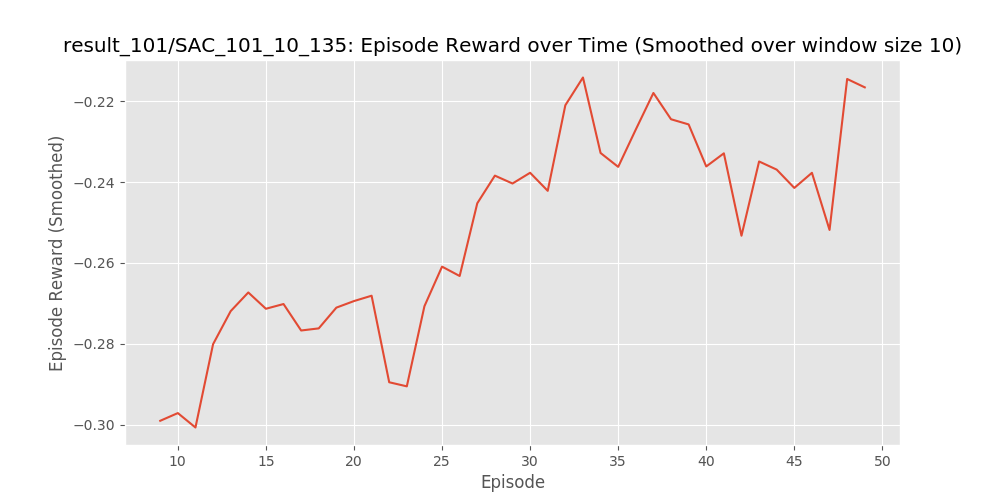 result_101/SAC_101_10_135: Episode Reward over Time (Smoothed over window size 10)
Episode Reward (Smoothed)
−0.22
−0.24
−0.26
−0.28
−0.30
10 15 20 25 30 35 40 45 50
Episode